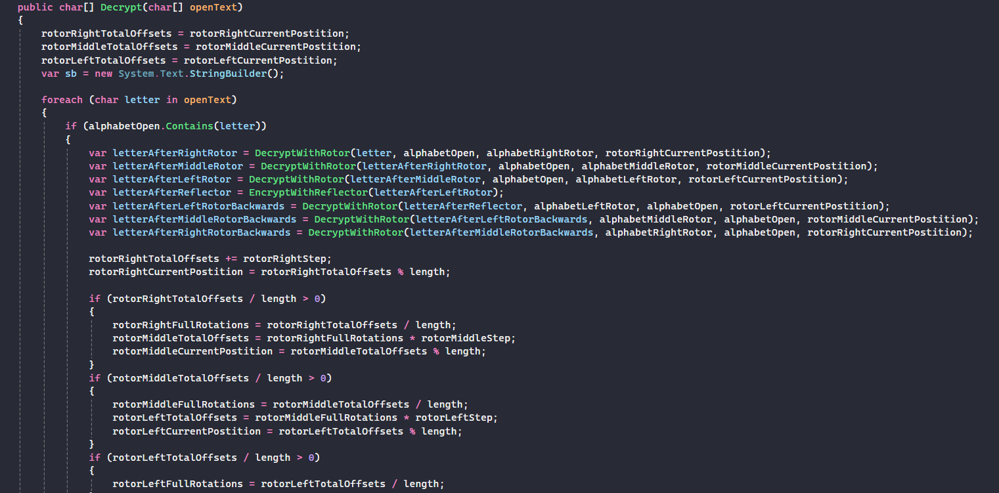 public char[] Decrypt(char[] openText)
{
rotorRightTotalOffsets = rotorRightCurrentPostition;
rotorMiddleTotalOffsets = rotorMiddleCurrentPostition;
rotorLeftTotalOffsets = rotorLeftCurrentPostition;
var sb = new System.Text.StringBuilder();
foreach (char letter in openText)
{
if (alphabetOpen.Contains(letter))
{
var letterAfterRightRotor = DecryptWithRotor(letter, alphabetOpen, alphabetRightRotor, rotorRightCurrentPostition);
var letterAfterMiddleRotor = DecryptWithRotor(letterAfterRightRotor, alphabetOpen, alphabetMiddleRotor, rotorMiddleCurrentPostition);
var letterAfterLeftRotor = DecryptWithRotor(letterAfterMiddleRotor, alphabetOpen, alphabetLeftRotor, rotorLeftCurrentPostition);
var letterAfterReflector = EncryptWithReflector(letterAfterLeftRotor);
var letterAfterLeftRotorBackwards = DecryptWithRotor(letterAfterReflector, alphabetLeftRotor, alphabetOpen, rotorLeftCurrentPostition);
var letterAfterMiddleRotorBackwards = DecryptWithRotor(letterAfterLeftRotorBackwards, alphabetMiddleRotor, alphabetOpen, rotorMiddleCurrentPostition);
var letterAfterRightRotorBackwards = DecryptWithRotor(letterAfterMiddleRotorBackwards, alphabetRightRotor, alphabetOpen, rotorRightCurrentPostition);
rotorRightTotalOffsets += rotorRightStep;
rotorRightCurrentPostition = rotorRightTotalOffsets % length;
if (rotorRightTotalOffsets / length > 0)
{
rotorRightFullRotations = rotorRightTotalOffsets / length;
rotorMiddleTotalOffsets = rotorRightFullRotations * rotorMiddleStep;
rotorMiddleCurrentPostition = rotorMiddleTotalOffsets % length;
}
if (rotorMiddleTotalOffsets / length > 0)
{
rotorMiddleFullRotations = rotorMiddleTotalOffsets / length;
rotorLeftTotalOffsets = rotorMiddleFullRotations * rotorLeftStep;
rotorLeftCurrentPostition = rotorLeftTotalOffsets % length;
}
if (rotorLeftTotalOffsets / length > 0)
{
rotorLeftFullRotations = rotorLeftTotalOffsets / length;